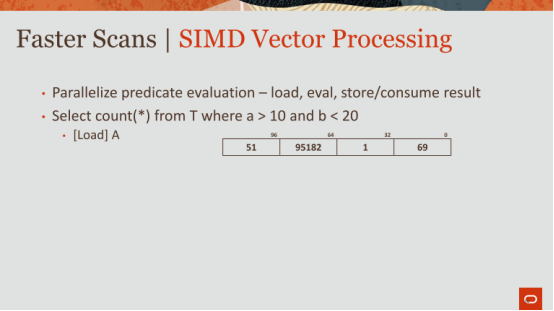 Faster Scans | SIMD Vector Processing
• Parallelize predicate evaluation – load, eval, store/consume result
• Select count(*) from T where a > 10 and b < 20
• [Load] A
96 64 32 0
51 95182 1 69